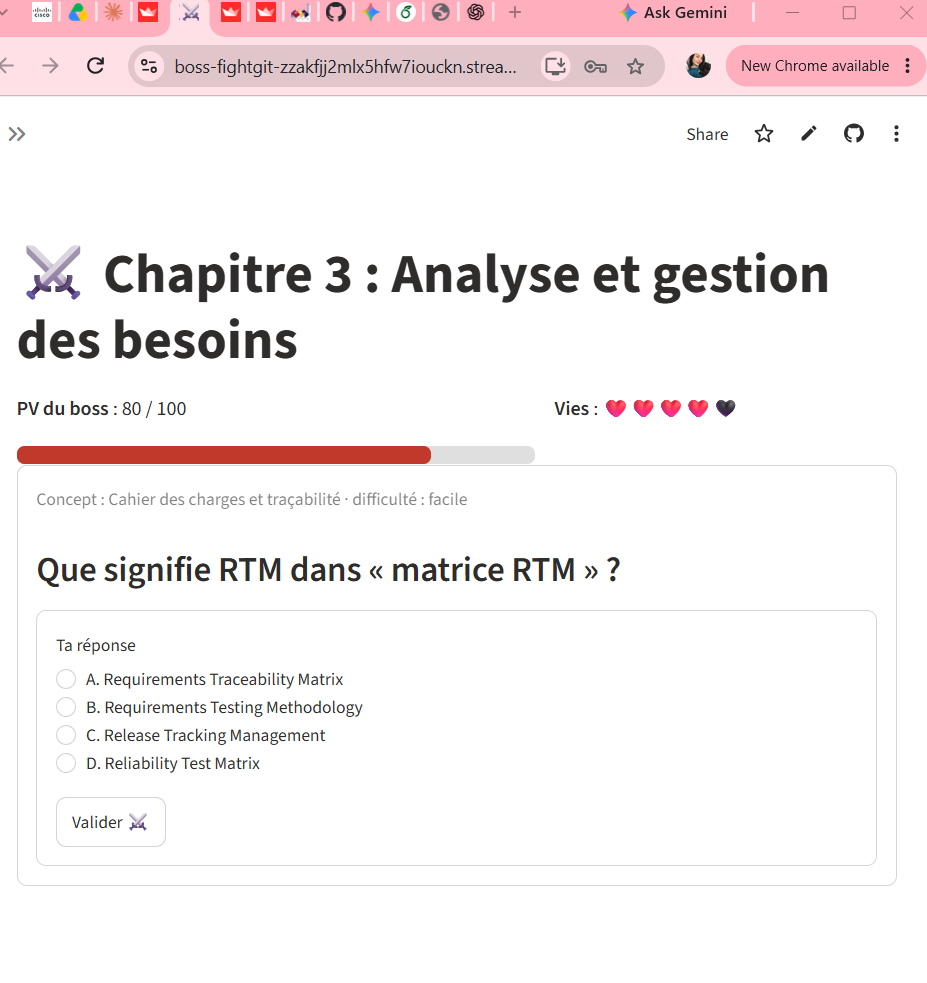 Ask Gemini
boss-fightgit-zzakfjj2mlx5hfw7iouckn.strea...
New Chrome available
Share
Chapitre 3 : Analyse et gestion
des besoins
PV du boss : 80 / 100
Vies :
Concept : Cahier des charges et traçabilité · difficulté : facile
Que signifie RTM dans « matrice RTM » ?
Ta réponse
A. Requirements Traceability Matrix
B. Requirements Testing Methodology
C. Release Tracking Management
D. Reliability Test Matrix
Valider